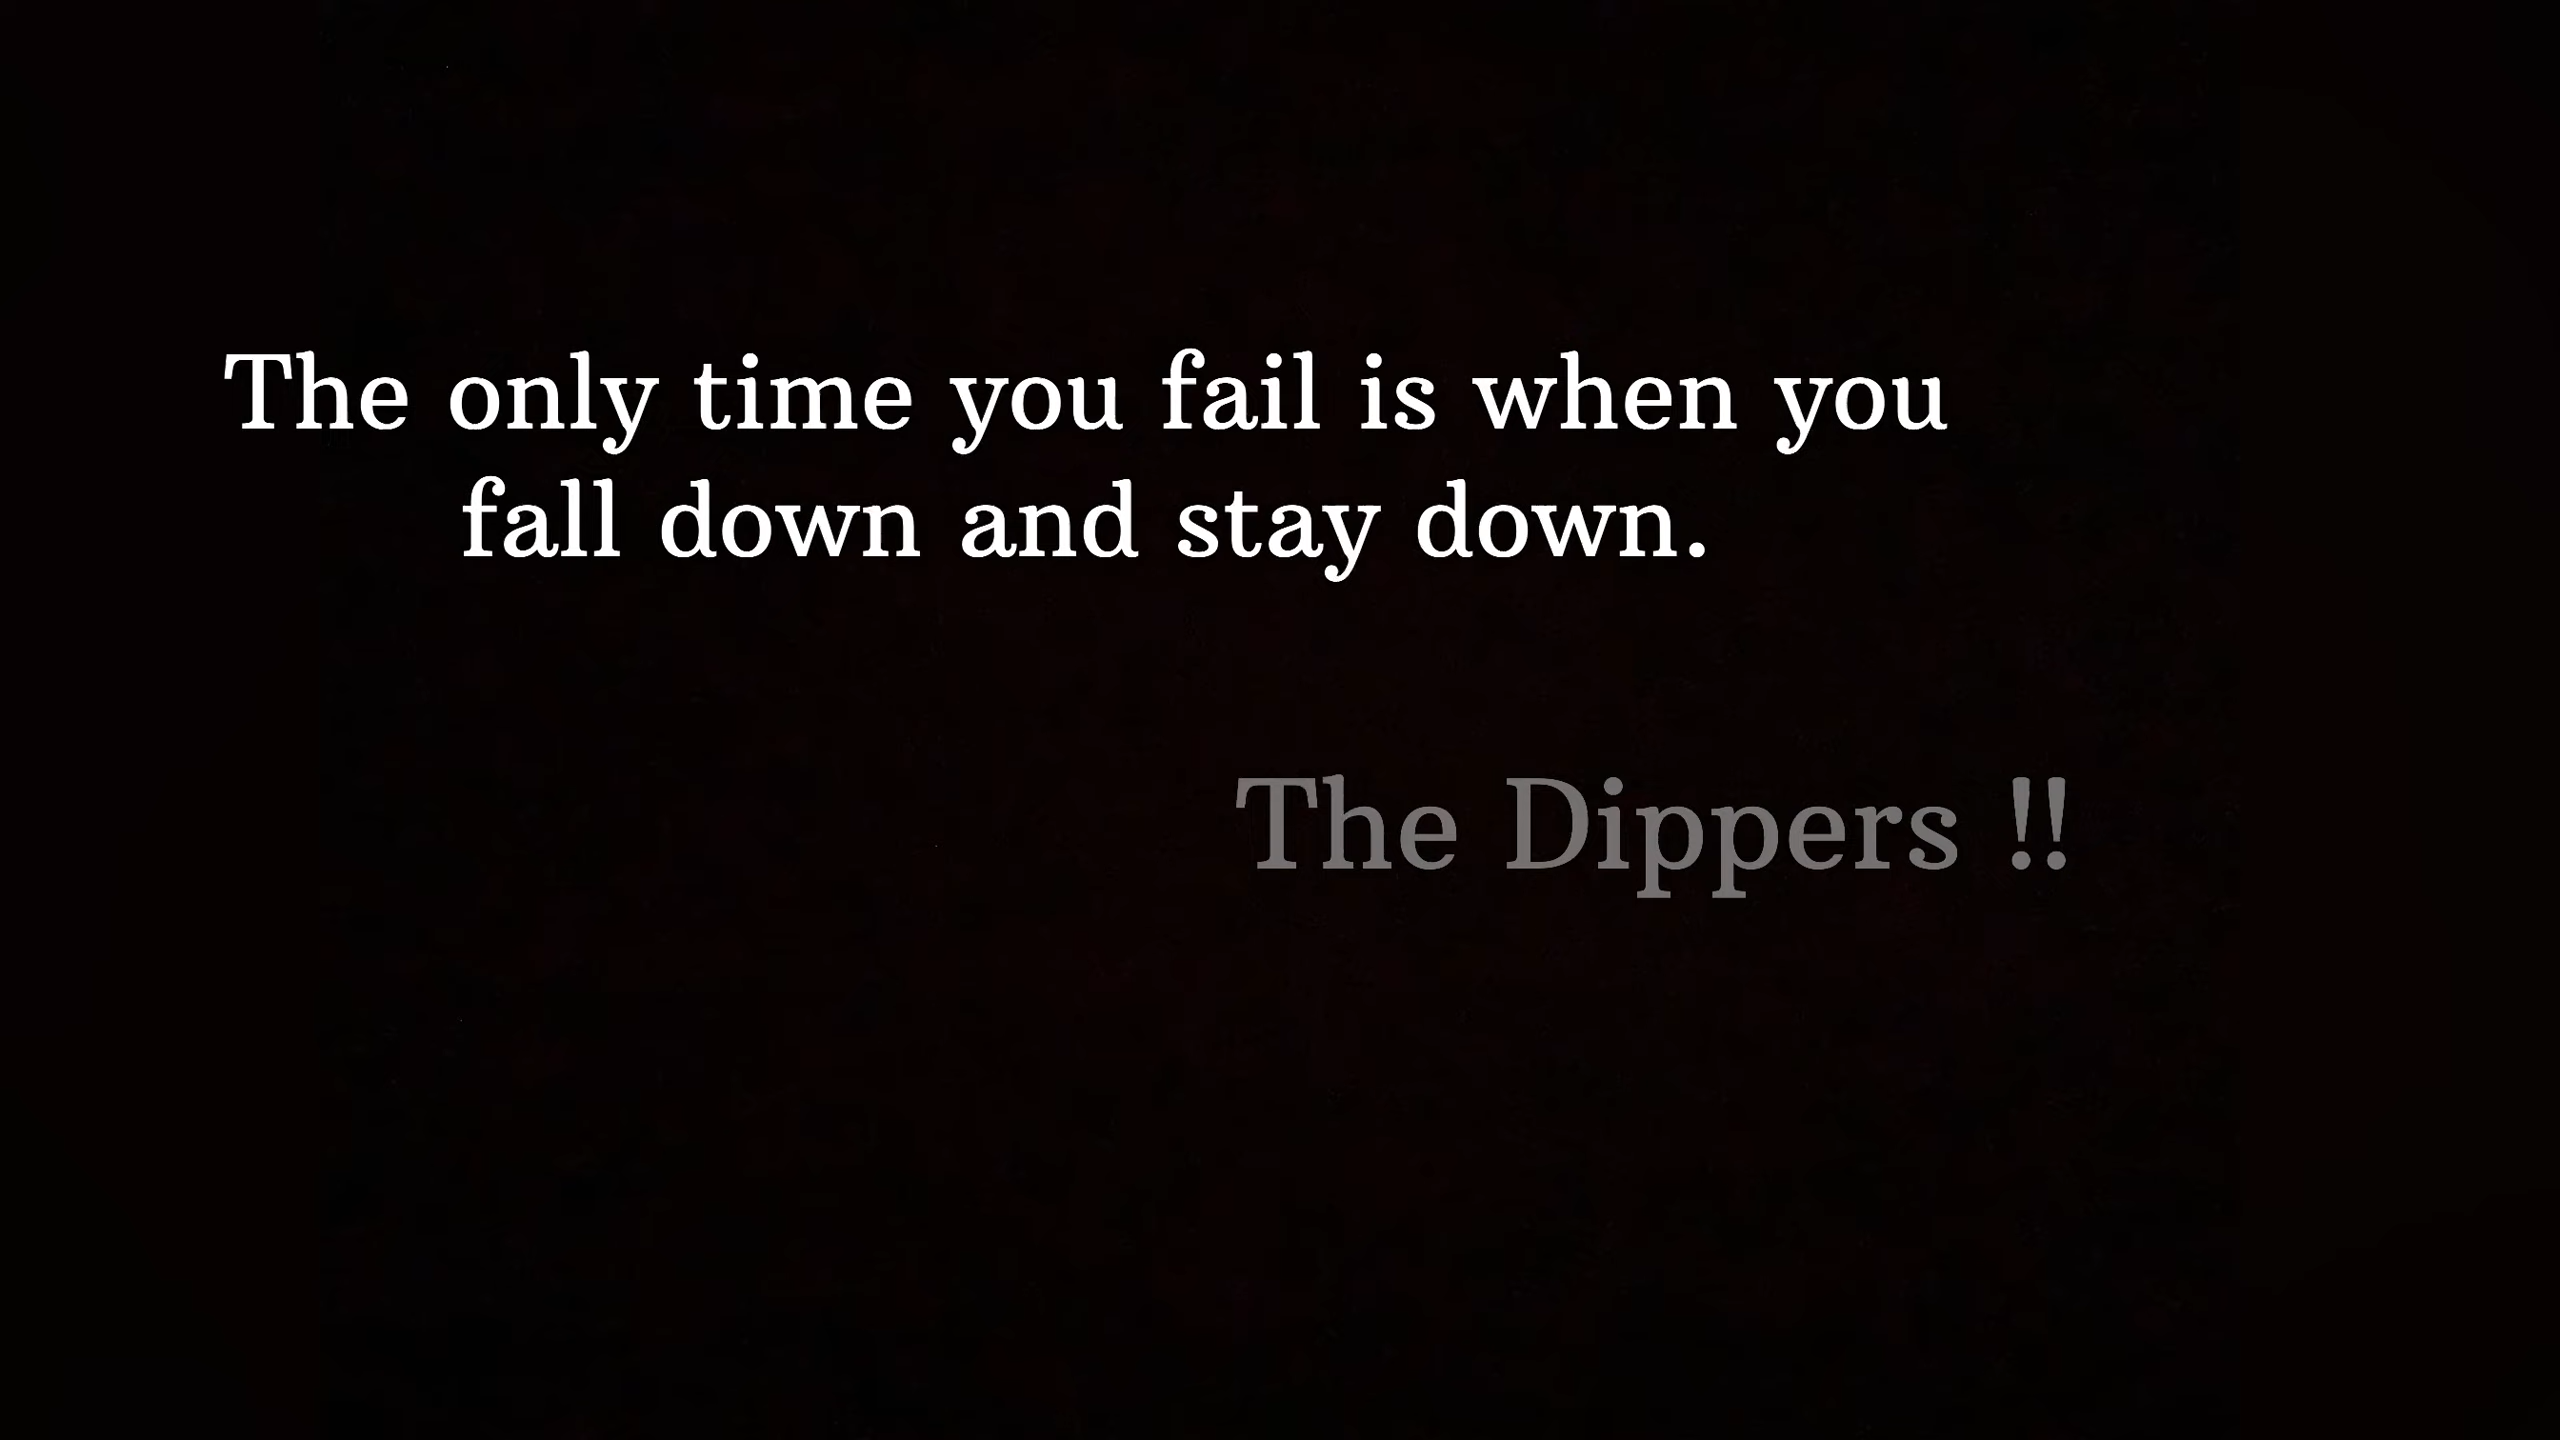 The only time you fail is when you
fall down and stay down.
The Dippers !!